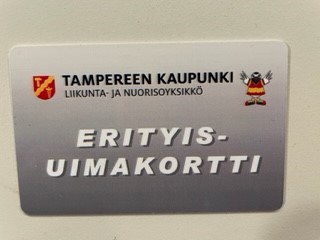 TAMPEREEN KAUPUNKI
LIIKUNTA- JA NUORISOYKSIKKÖ
ERITYIS-
UIMAKORTTI